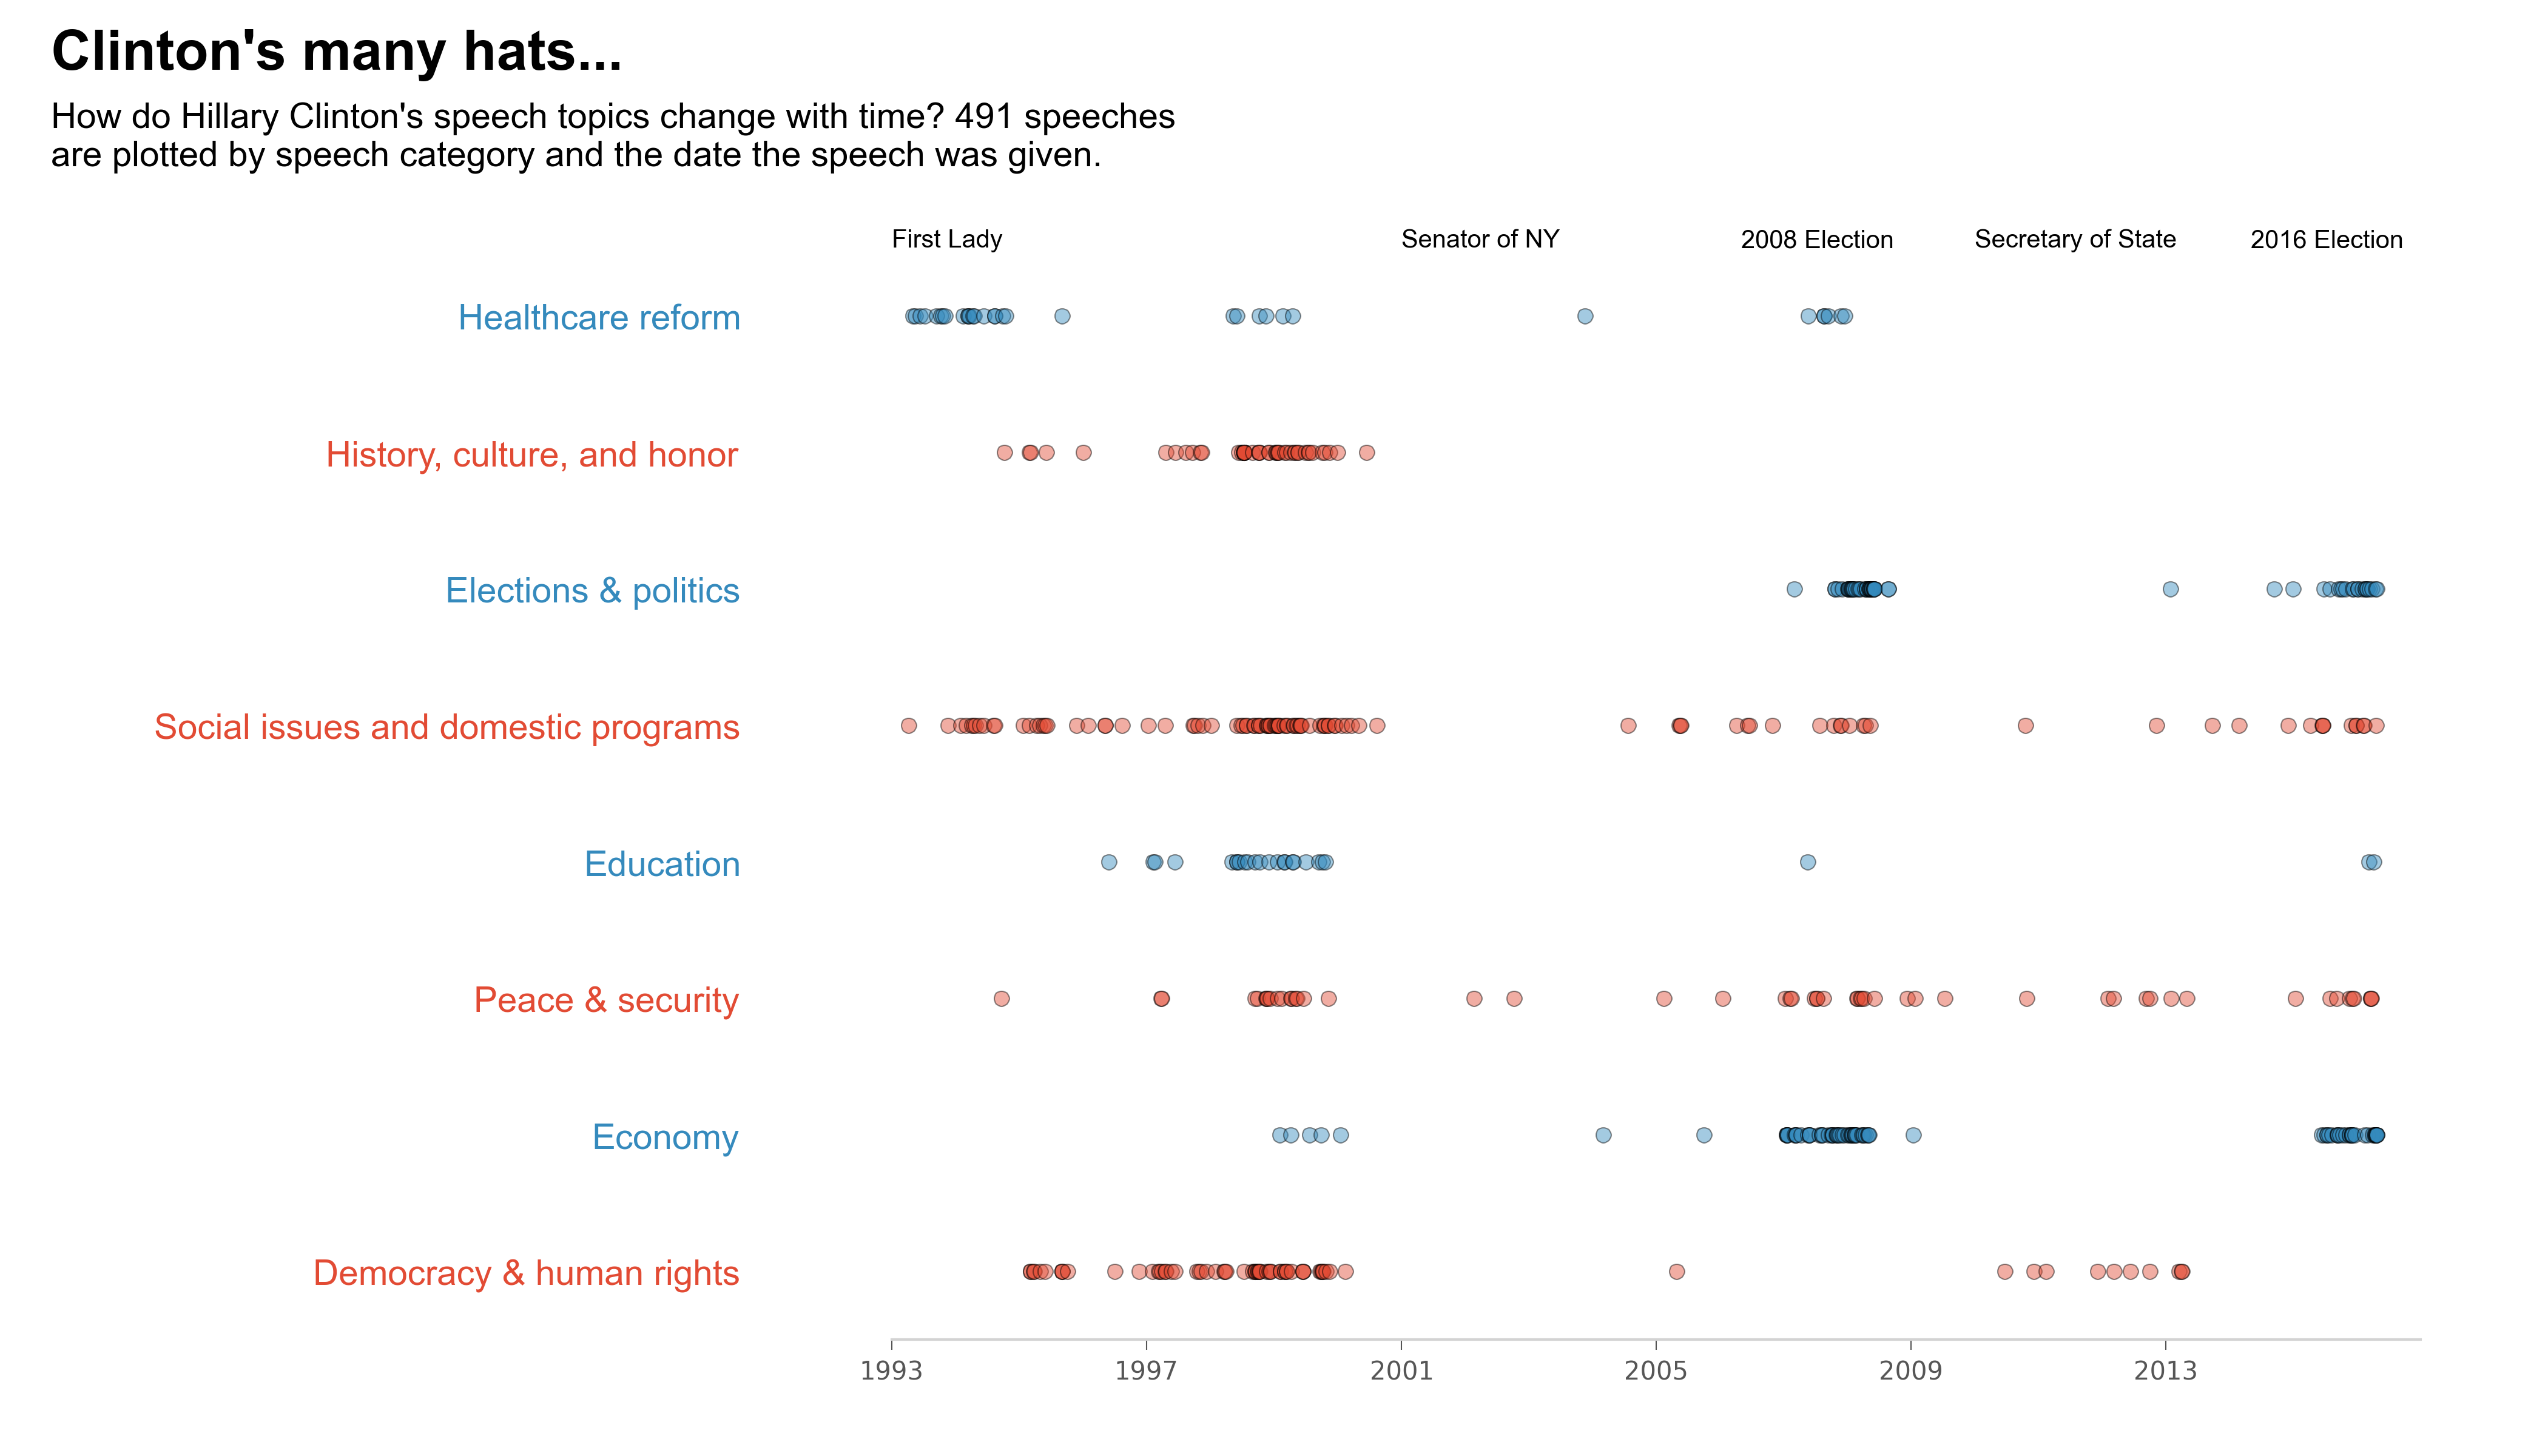 Clinton's many hats...
How do Hillary Clinton's speech topics change with time? 491 speeches
are plotted by speech category and the date the speech was given.
First Lady
Senator of NY
2008 Election
Secretary of State
2016 Election
Healthcare reform
History, culture, and honor
Elections & politics
Social issues and domestic programs
Education
Peace & security
Economy
Democracy & human rights
1993
1997
2001
2005
2009
2013